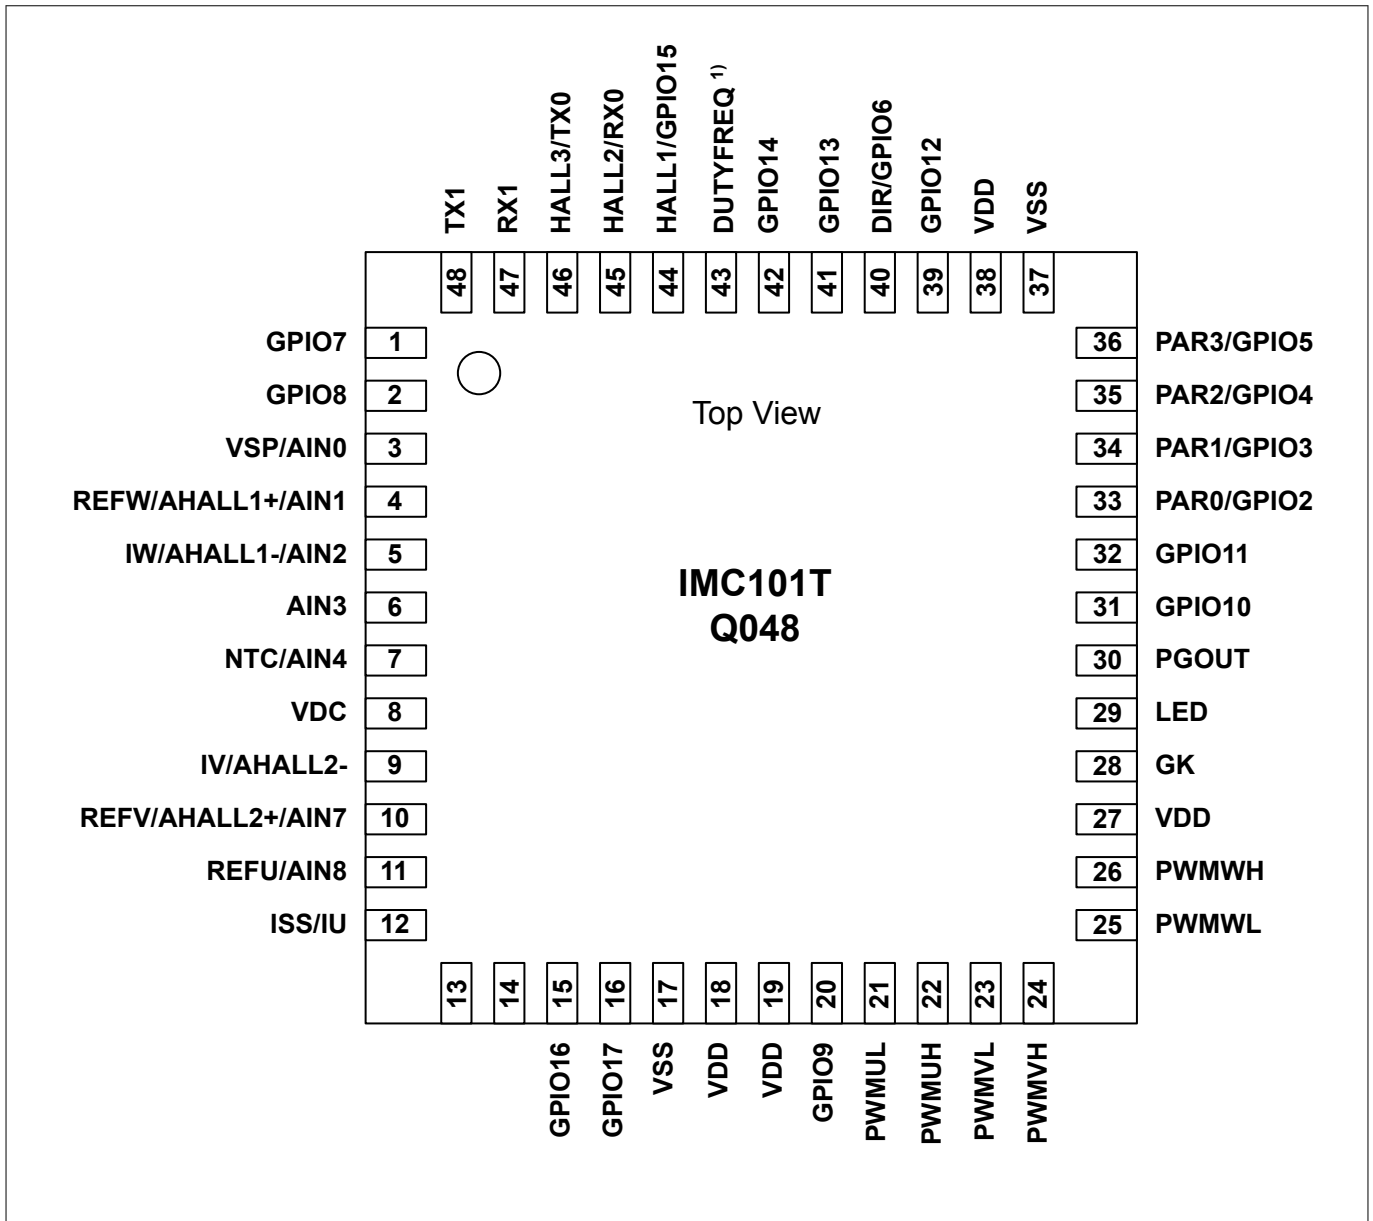 TX1
RX1
HALL3/TX0
HALL2/RX0
HALL1/GPIO15
DUTYFREQ 1)
GPIO14
GPIO13
DIR/GPIO6
GPIO12
VDD
VSS
48
47
46
45
44
43
42
41
40
39
38
37
GPIO7 1
GPIO8 2
VSP/AIN0 3
REFW/AHALL1+/AIN1 4
IW/AHALL1-/AIN2 5
AIN3 6
NTC/AIN4 7
VDC 8
IV/AHALL2- 9
REFV/AHALL2+/AIN7 10
REFU/AIN8 11
ISS/IU 12
Top View
IMC101T
Q048
36 PAR3/GPIO5
35 PAR2/GPIO4
34 PAR1/GPIO3
33 PAR0/GPIO2
32 GPIO11
31 GPIO10
30 PGOUT
29 LED
28 GK
27 VDD
26 PWMWH
25 PWMWL
13
14
15
16
17
18
19
20
21
22
23
24
GPIO16
GPIO17
VSS
VDD
VDD
GPIO9
PWMUL
PWMUH
PWMVL
PWMVH